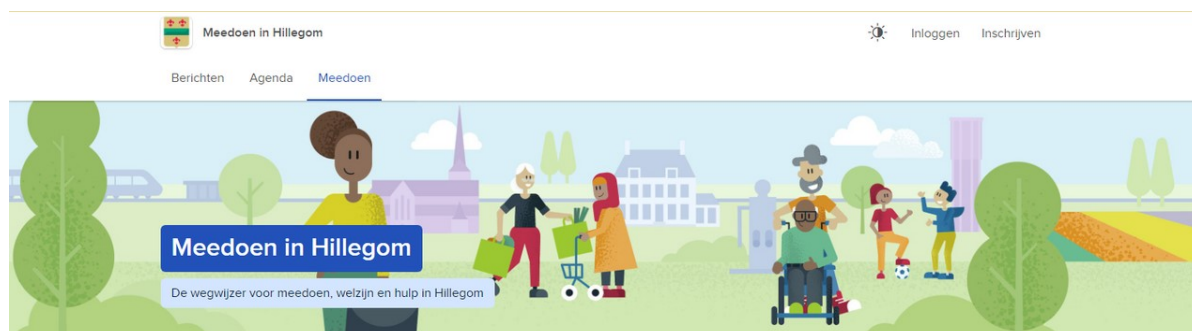 Meedoen in Hillegom
Inloggen
Inschrijven
Berichten
Agenda
Meedoen
Meedoen in Hillegom
De wegwijzer voor meedoen, welzijn en hulp in Hillegom